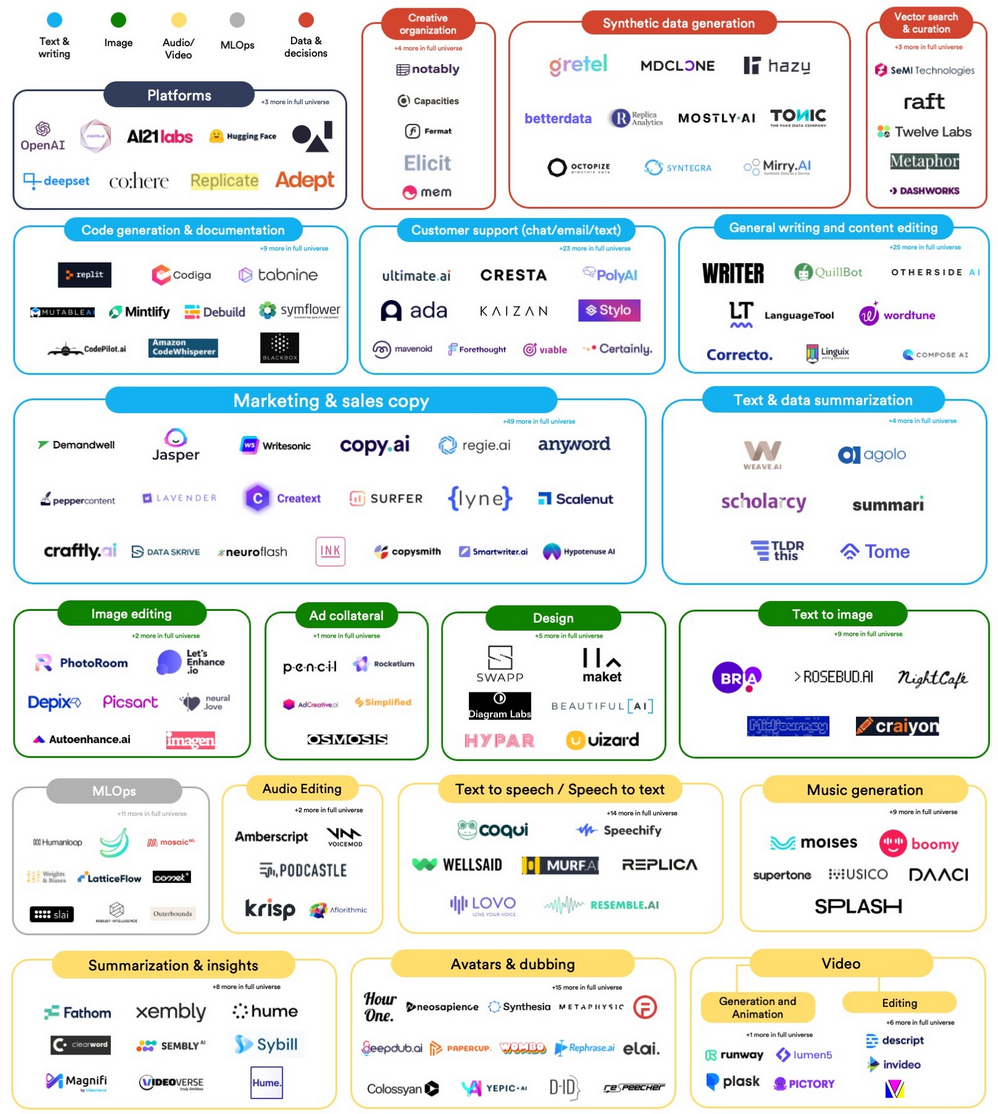 Text &
writing
Image
Audio/
Video
MLOps
Data &
decisions
Creative
organization
+4 more in full universe
notably
Capacities
Fermat
Elicit
mem
Synthetic data generation
gretel
MDCLONE
hazy
betterdata
Replica
Analytics
MOSTLY·AI
TONIC
THE FAKE DATA COMPANY
OCTOPIZE
SYNTEGRA
Mirry.AI
Vector search
& curation
+3 more in full universe
SeMI Technologies
raft
Twelve Labs
Metaphor
DASHWORKS
Platforms
+3 more in full universe
OpenAI
AI21labs
Hugging Face
deepset
co:here
Replicate
Adept
Code generation & documentation
+9 more in full universe
replit
Codiga
tabnine
MUTABLEAI
Mintlify
Debuild
symflower
CodePilot.ai
Amazon
CodeWhisperer
BLACKBOX
Customer support (chat/email/text)
+23 more in full universe
ultimate.ai
CRESTA
PolyAI
ada
KAIZAN
Stylo
mavenoid
Forethought
viable
Certainly.
General writing and content editing
+25 more in full universe
WRITER
QuillBot
OTHERSIDE AI
LT
LanguageTool
wordtune
Correcto.
Linguix
COMPOSE AI
Marketing & sales copy
+49 more in full universe
Demandwell
Jasper
WS
Writesonic
copy.ai
regie.ai
anyword
peppercontent
LAVENDER
C
Creatext
SURFER
{lyne}
Scalenut
craftly.ai
DATA SKRIVE
neuroflash
INK
copysmith
Smartwriter.ai
Hypotenuse AI
Text & data summarization
+4 more in full universe
WEAVE.AI
agolo
scholarcy
summari
TLDR
this
Tome
Image editing
+2 more in full universe
PhotoRoom
Let's
Enhance
.io
Depix
Picsart
neural
.love
Autoenhance.ai
imagen
Ad collateral
+1 more in full universe
p·e·n·c·i·l
Rocketium
AdCreative.ai
Simplified
OSMOSIS
Design
+5 more in full universe
SWAPP
maket
Diagram Labs
BEAUTIFUL[AI]
HYPAR
uizard
Text to image
+9 more in full universe
BRIA
>ROSEBUD.AI
NightCafé
Midjourney
craiyon
MLOps
+11 more in full universe
Humanloop
mosaic ML
Weights
& Biases
LatticeFlow
comet
slai
ROBUST INTELLIGENCE
Outerbounds
Audio Editing
+2 more in full universe
Amberscript
VOICEMOD
PODCASTLE
krisp
Aflorithmic
Text to speech / Speech to text
+14 more in full universe
coqui
Speechify
WELLSAID
MURF.AI
REPLICA
LOVO
LOVE YOUR VOICE
RESEMBLE.AI
Music generation
+9 more in full universe
moises
boomy
supertone
MUSICO
DAACI
SPLASH
Summarization & insights
+8 more in full universe
Fathom
xembly
hume
clearword
SEMBLY AI
Sybill
Magnifi
VIDEOVERSE
Hume.
Avatars & dubbing
+15 more in full universe
Hour
One.
neosapience
Synthesia
METAPHYSIC
deepdub.ai
PAPERCUP.
WOMBO
Rephrase.ai
elai.
Colossyan
YEPIC·AI
D-ID
reSPEECHER
Video
Generation and
Animation
+1 more in full universe
runway
lumen5
plask
PICTORY
Editing
+6 more in full universe
descript
invideo